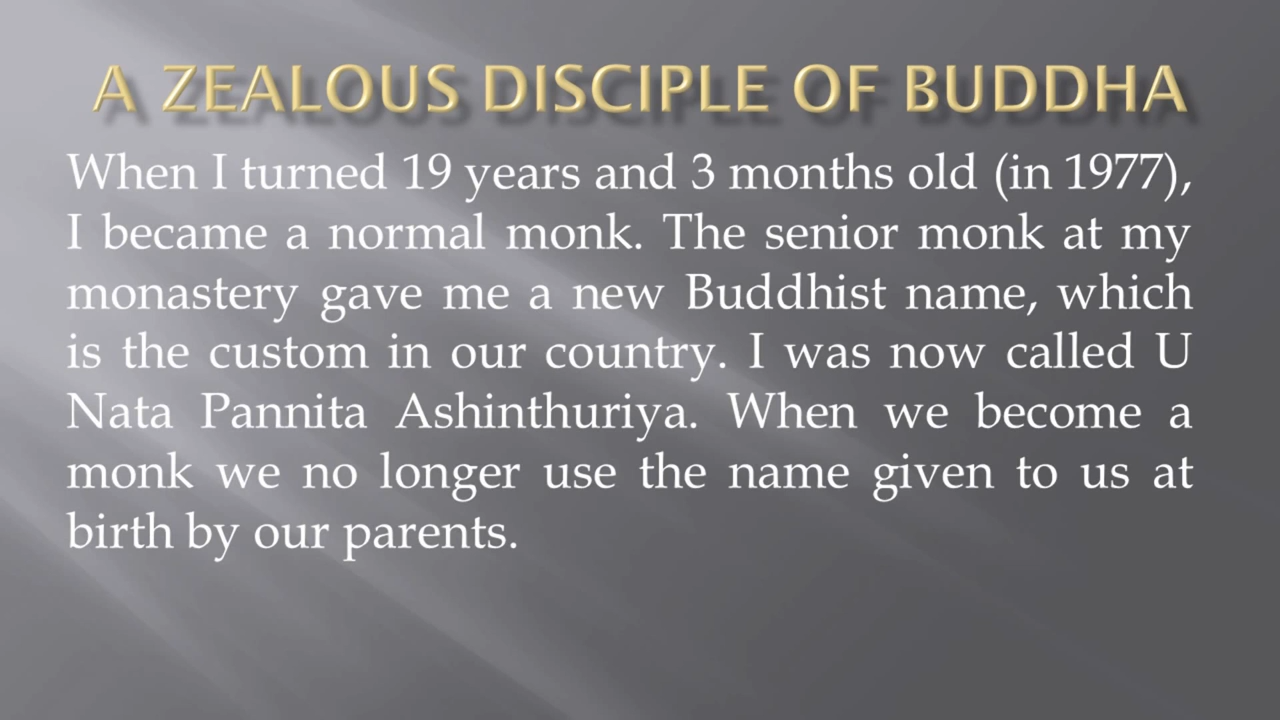 A ZEALOUS DISCIPLE OF BUDDHA
When I turned 19 years and 3 months old (in 1977),
I became a normal monk. The senior monk at my
monastery gave me a new Buddhist name, which
is the custom in our country. I was now called U
Nata Pannita Ashinthuriya. When we become a
monk we no longer use the name given to us at
birth by our parents.